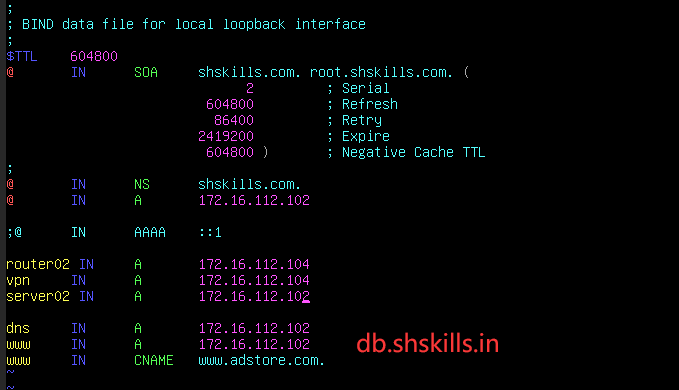 ;
; BIND data file for local loopback interface
;
$TTL    604800
@       IN      SOA     shskills.com. root.shskills.com. (
                              2         ; Serial
                         604800         ; Refresh
                          86400         ; Retry
                        2419200         ; Expire
                         604800 )       ; Negative Cache TTL
;
@       IN      NS      shskills.com.
@       IN      A       172.16.112.102
;@      IN      AAAA    ::1
router02 IN     A       172.16.112.104
vpn     IN      A       172.16.112.104
server02 IN     A       172.16.112.102
dns     IN      A       172.16.112.102
www     IN      A       172.16.112.102
www     IN      CNAME   www.adstore.com.
db.shskills.in
~
~